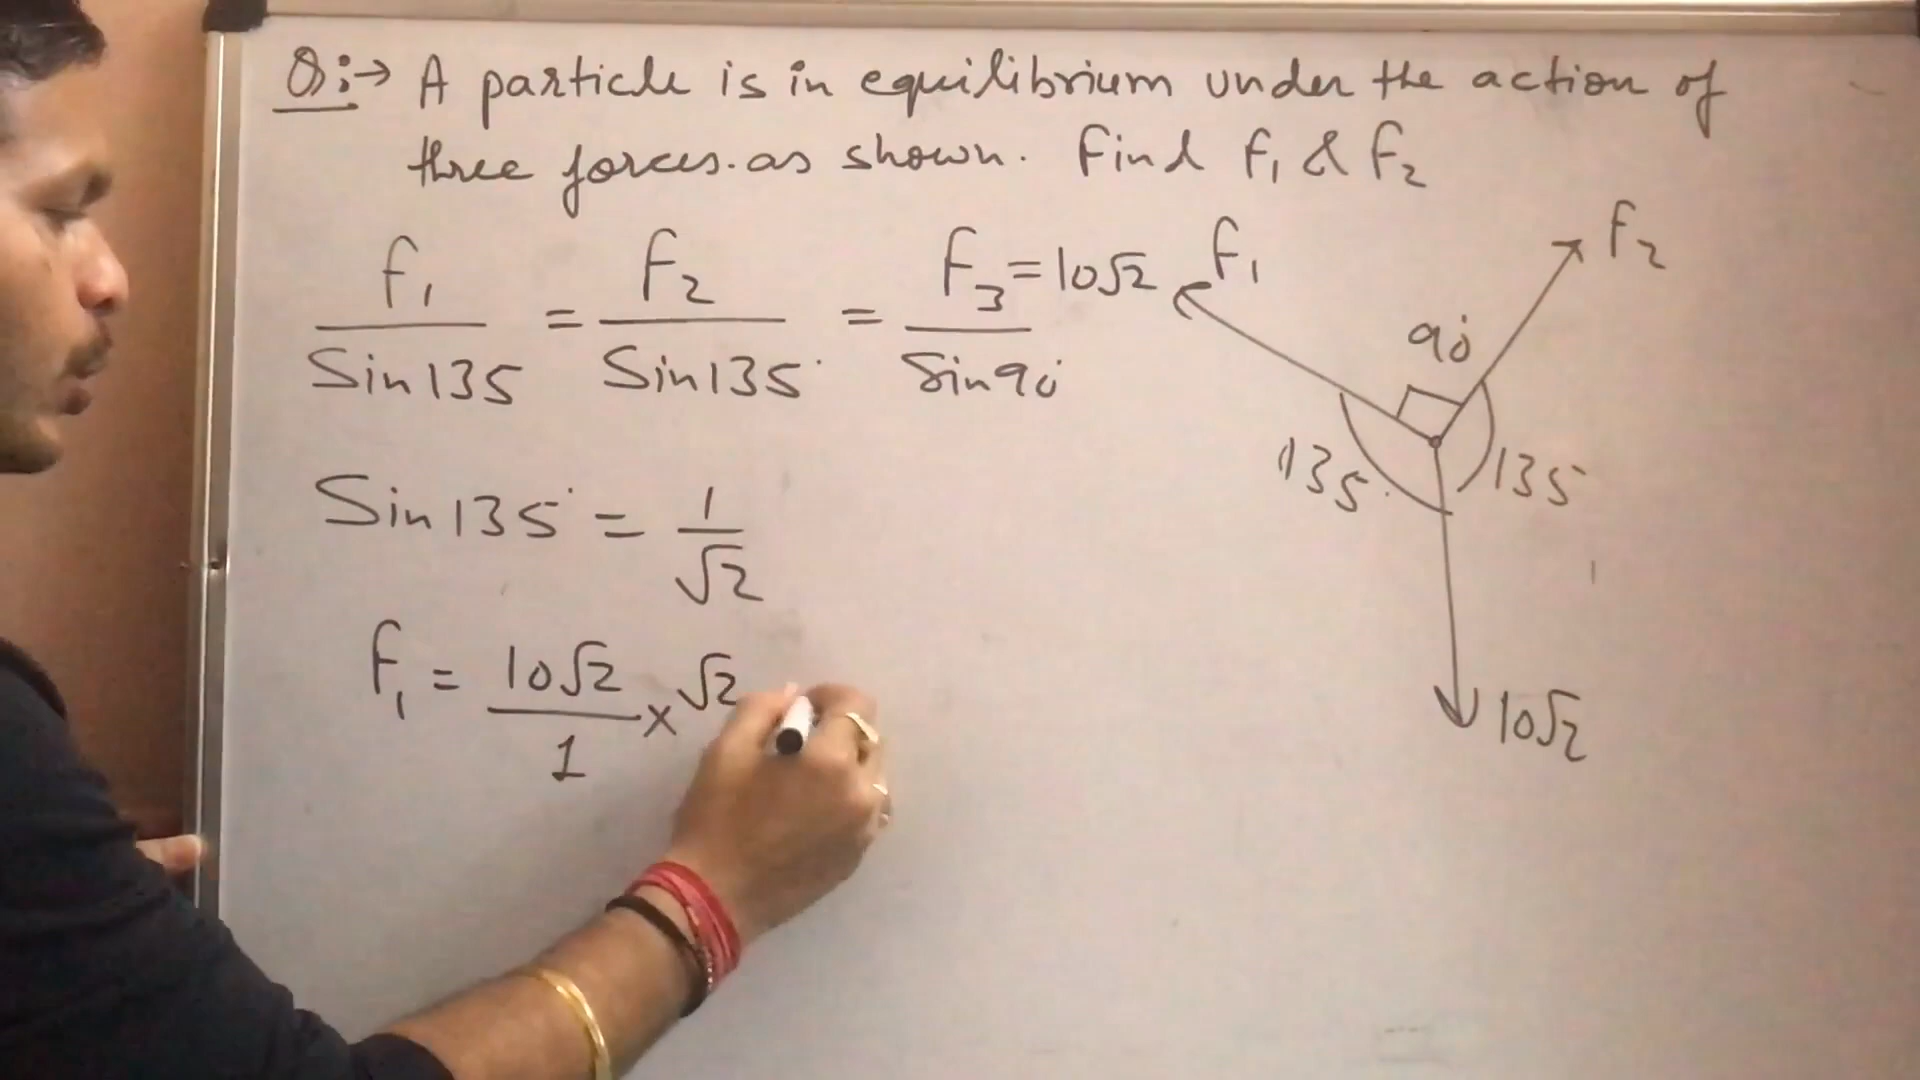 Q:→ A particle is in equilibrium under the action of
three forces. as shown. Find F₁ & F₂
F₁/Sin135 = F₂/Sin135° = F₃=10√2/Sin90°
F₁
F₂
90°
135°
135°
Sin135° = 1/√2
F₁ = 10√2/1 × √2
10√2